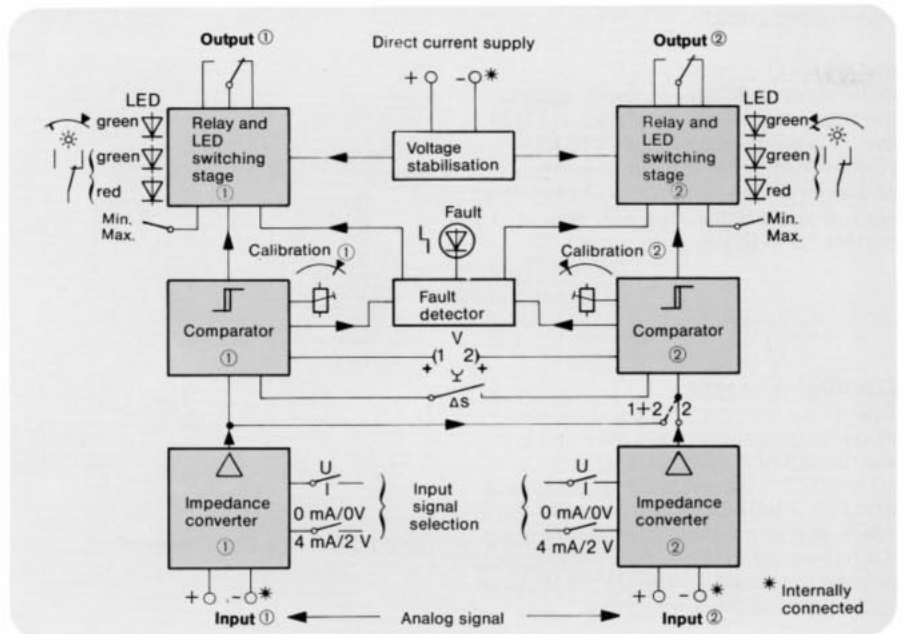 Output ① Direct current supply Output ②
+ - *
LED LED
green green
Relay and LED switching stage ①
Voltage stabilisation
Relay and LED switching stage ②
green green
red red
Min. Min.
Max. Max.
Fault
Calibration ① Calibration ②
Comparator ①
Fault detector
Comparator ②
V
(1 2)
+ +
ΔS
1+2 2
Impedance converter ①
U
I
0 mA/0V
4 mA/2 V
Input signal selection
U
I
0 mA/0V
4 mA/2 V
Impedance converter ②
+ - * + - *
* Internally connected
Input ① Analog signal Input ②